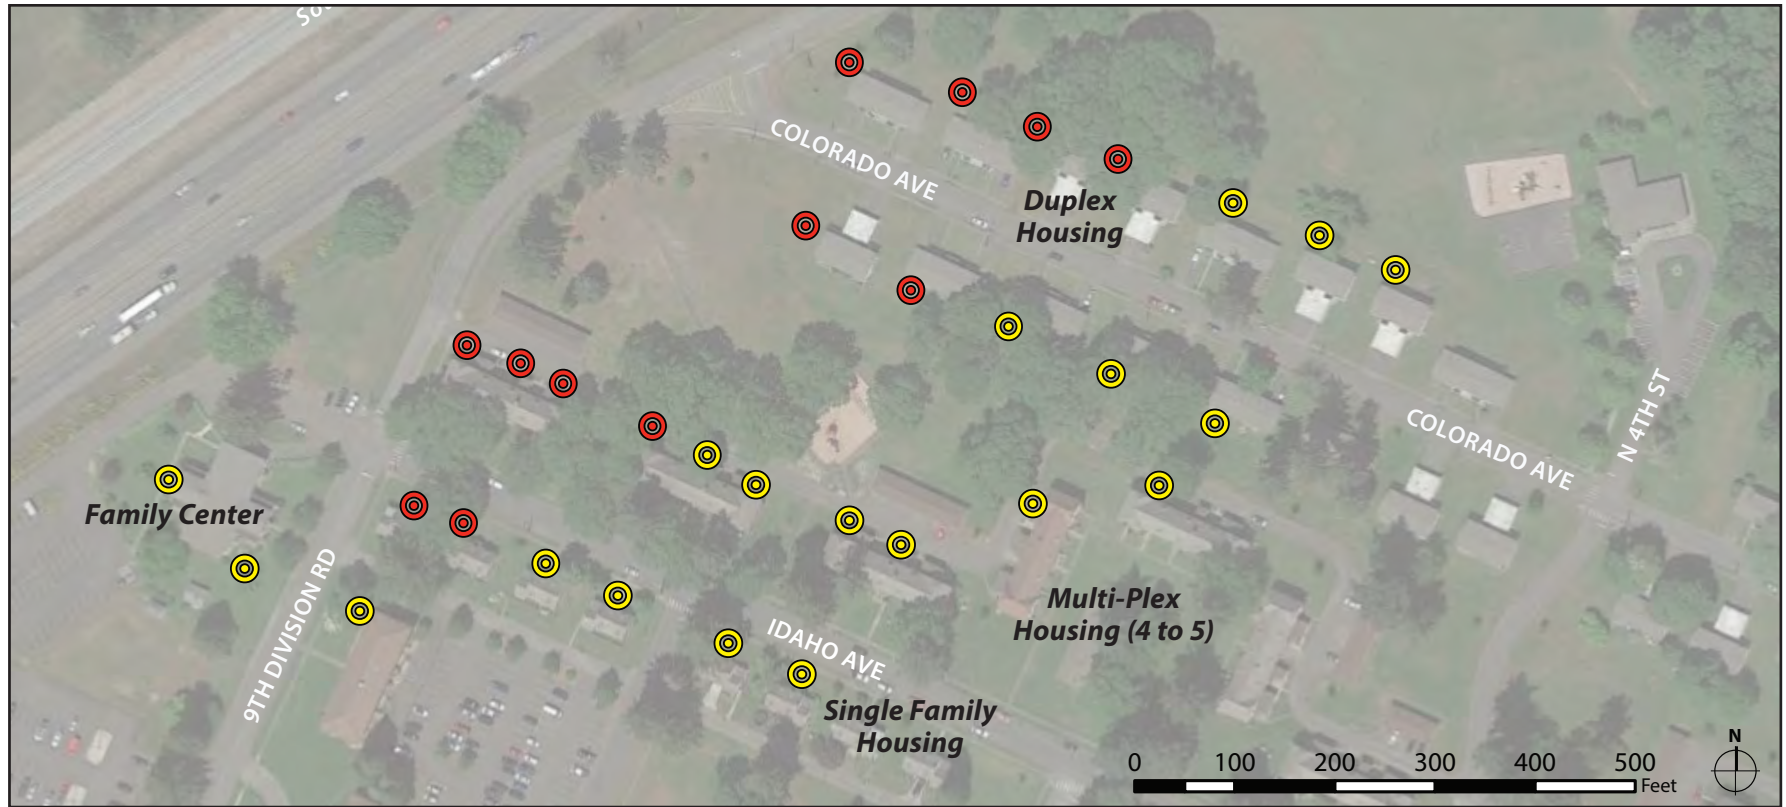 COLORADO AVE
Duplex
Housing
N 4TH ST
COLORADO AVE
Family Center
9TH DIVISION RD
Multi-Plex
Housing (4 to 5)
IDAHO AVE
Single Family
Housing
N
0 100 200 300 400 500
Feet